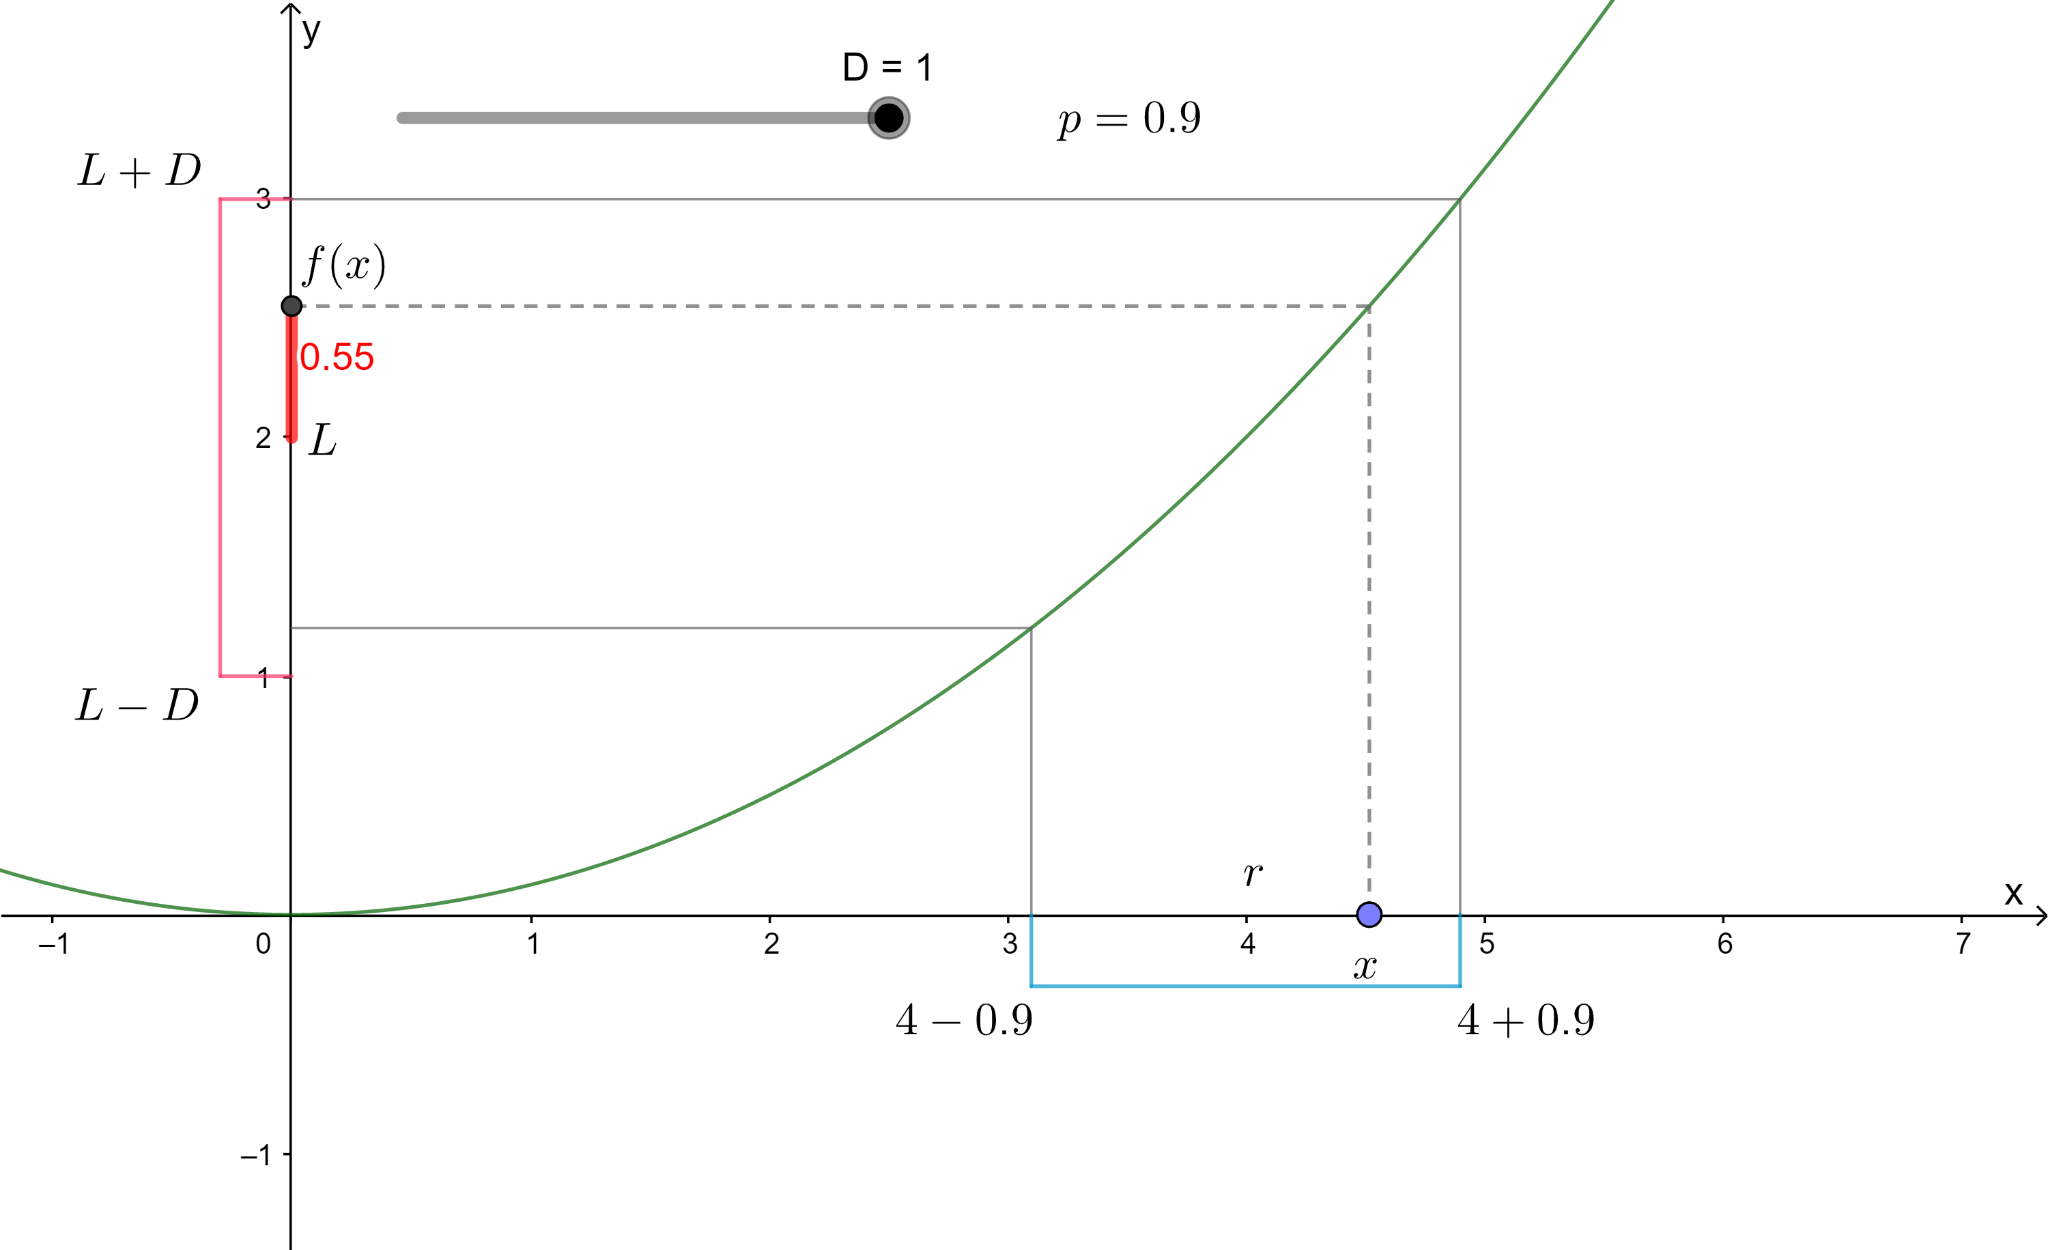 y
D = 1
p = 0.9
L + D
3
f(x)
0.55
2
L
1
L − D
r
x
–1
0
1
2
3
4
5
6
7
x
4 − 0.9
4 + 0.9
–1